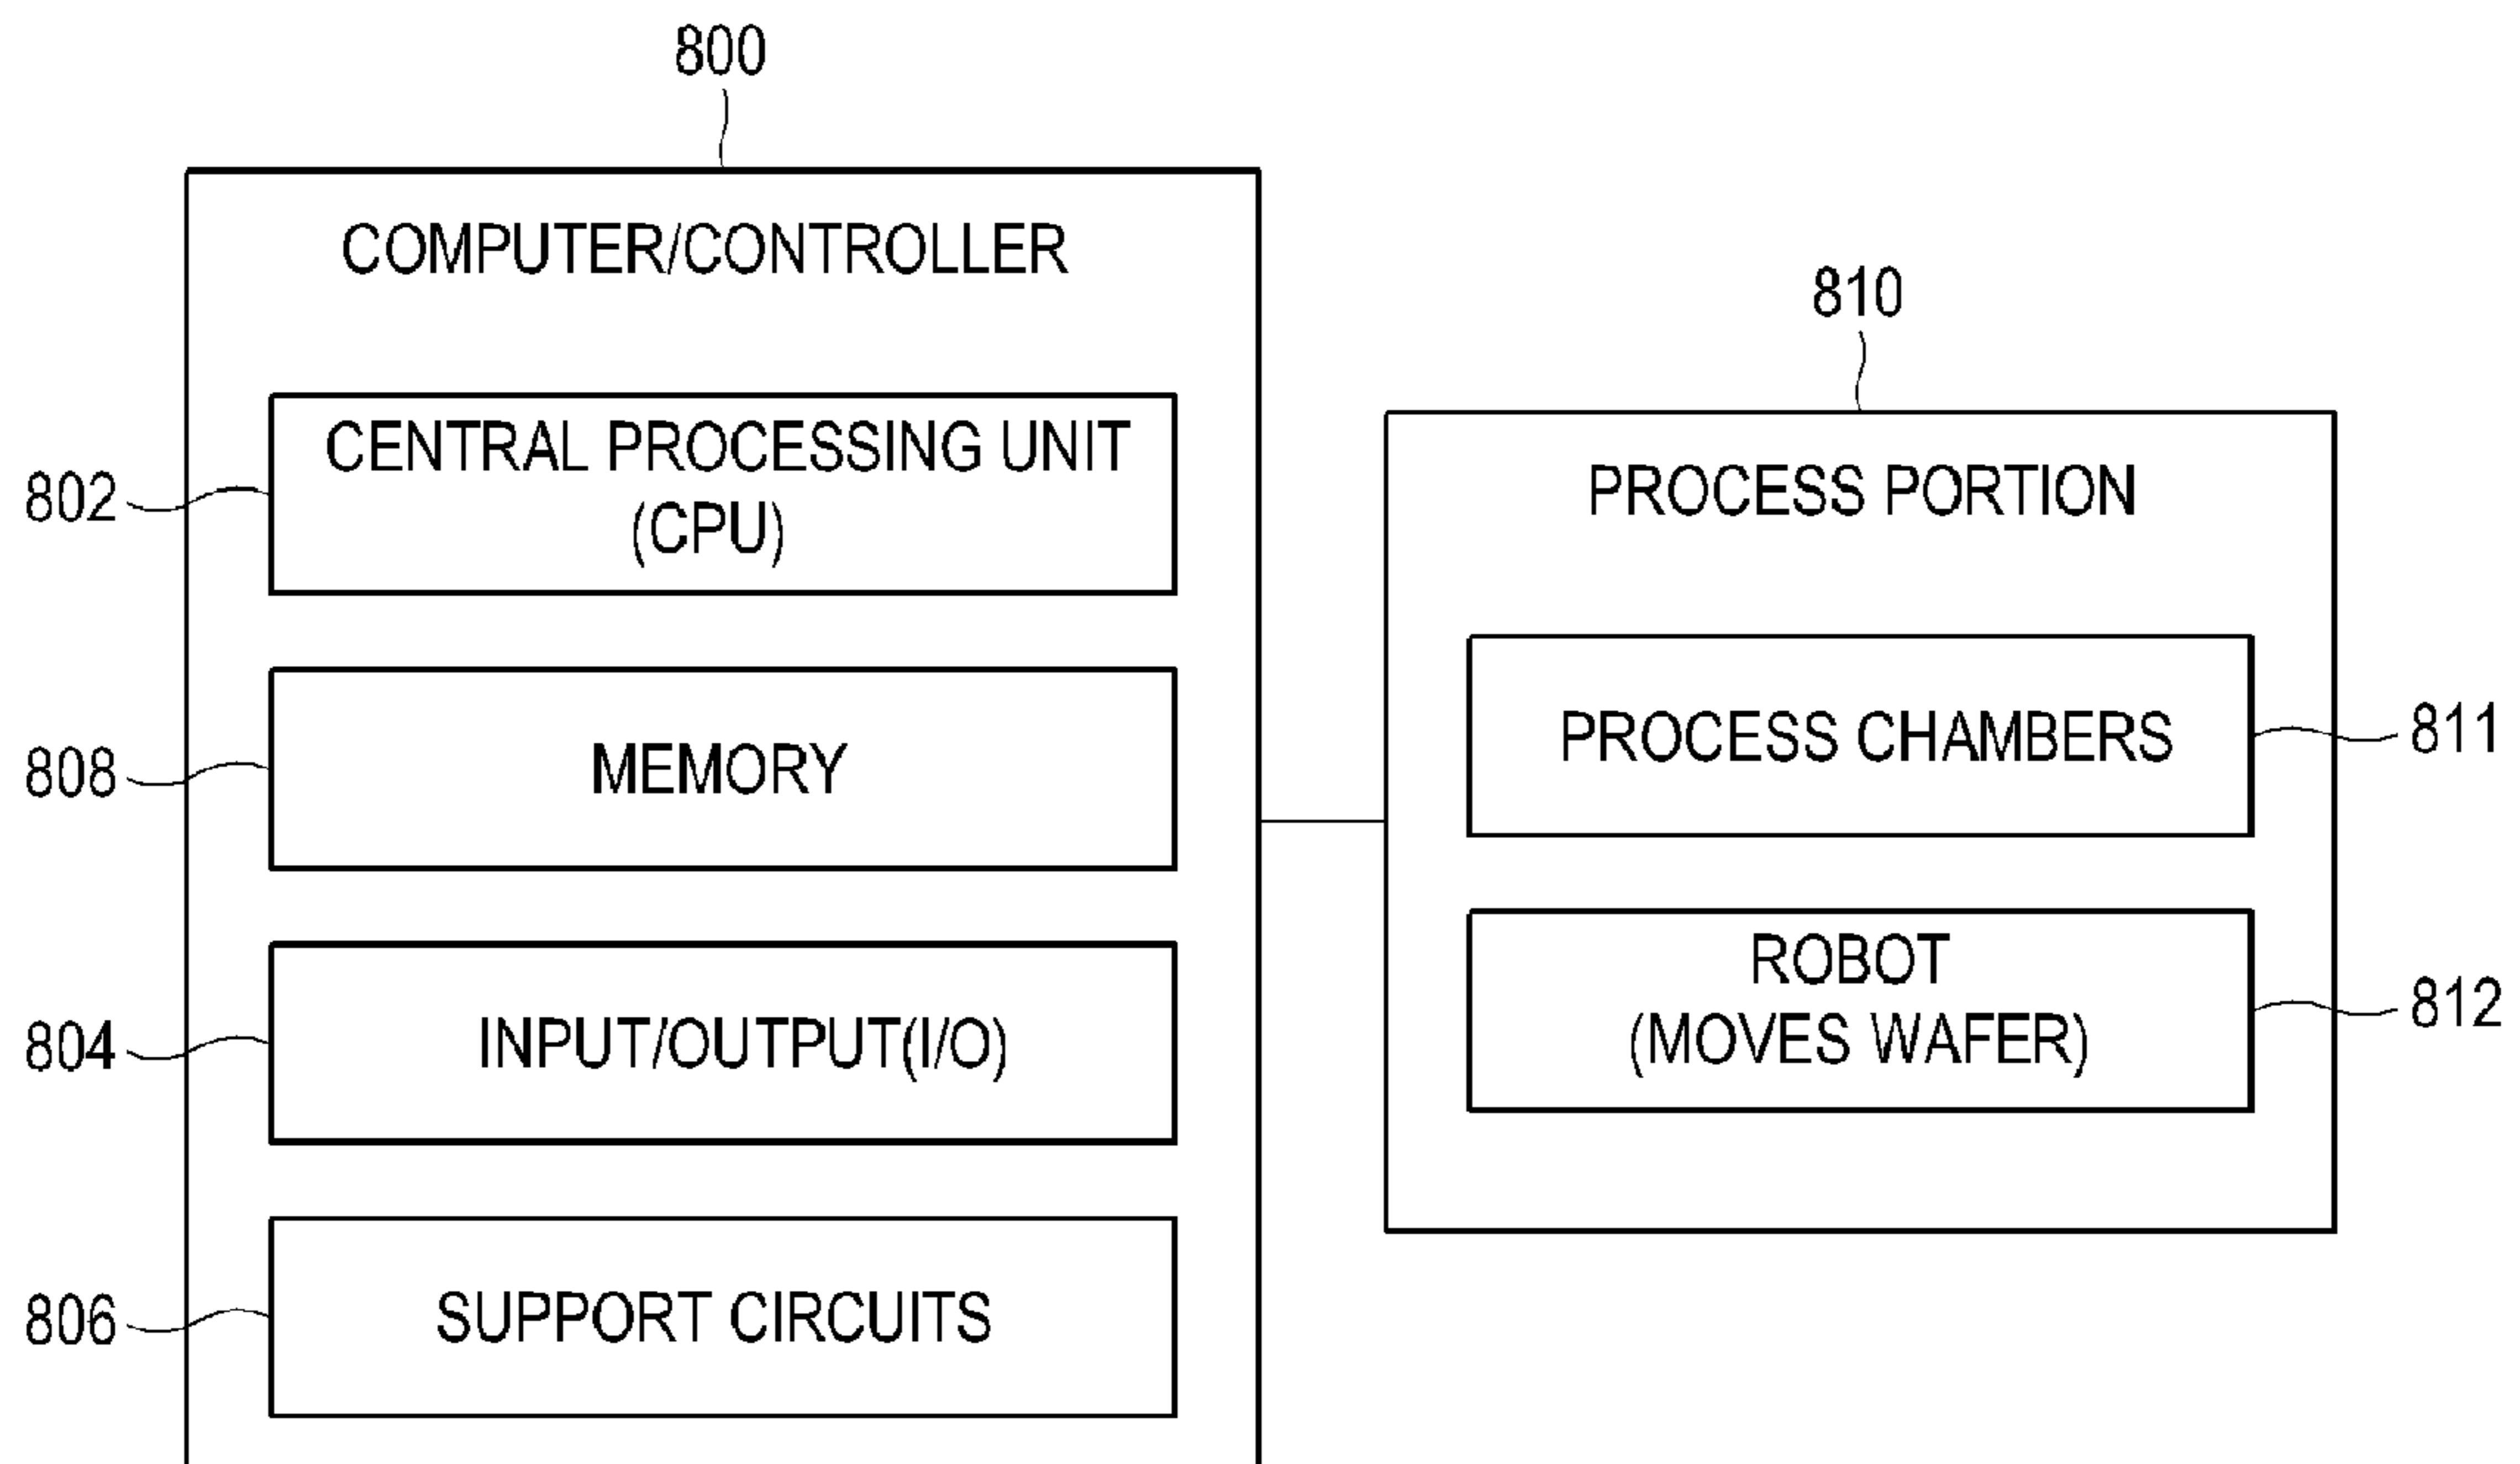 800
COMPUTER/CONTROLLER
802
CENTRAL PROCESSING UNIT
(CPU)
808
MEMORY
804
INPUT/OUTPUT(I/O)
806
SUPPORT CIRCUITS
810
PROCESS PORTION
PROCESS CHAMBERS
811
ROBOT
(MOVES WAFER)
812